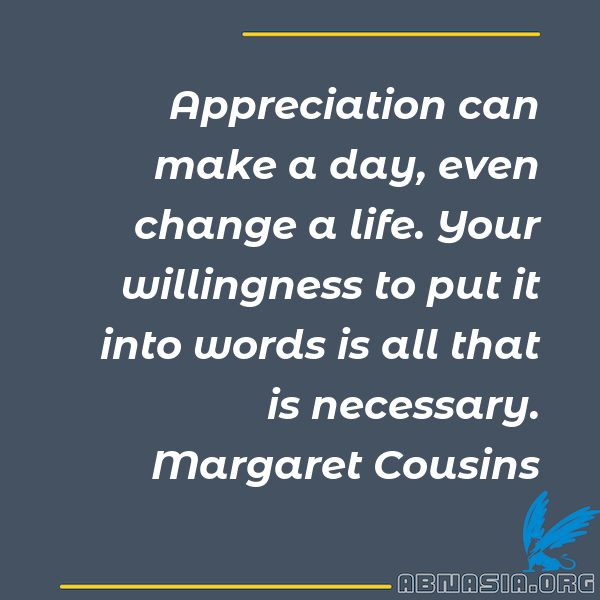 Appreciation can
make a day, even
change a life. Your
willingness to put it
into words is all that
is necessary.
Margaret Cousins
ABNASIA.ORG